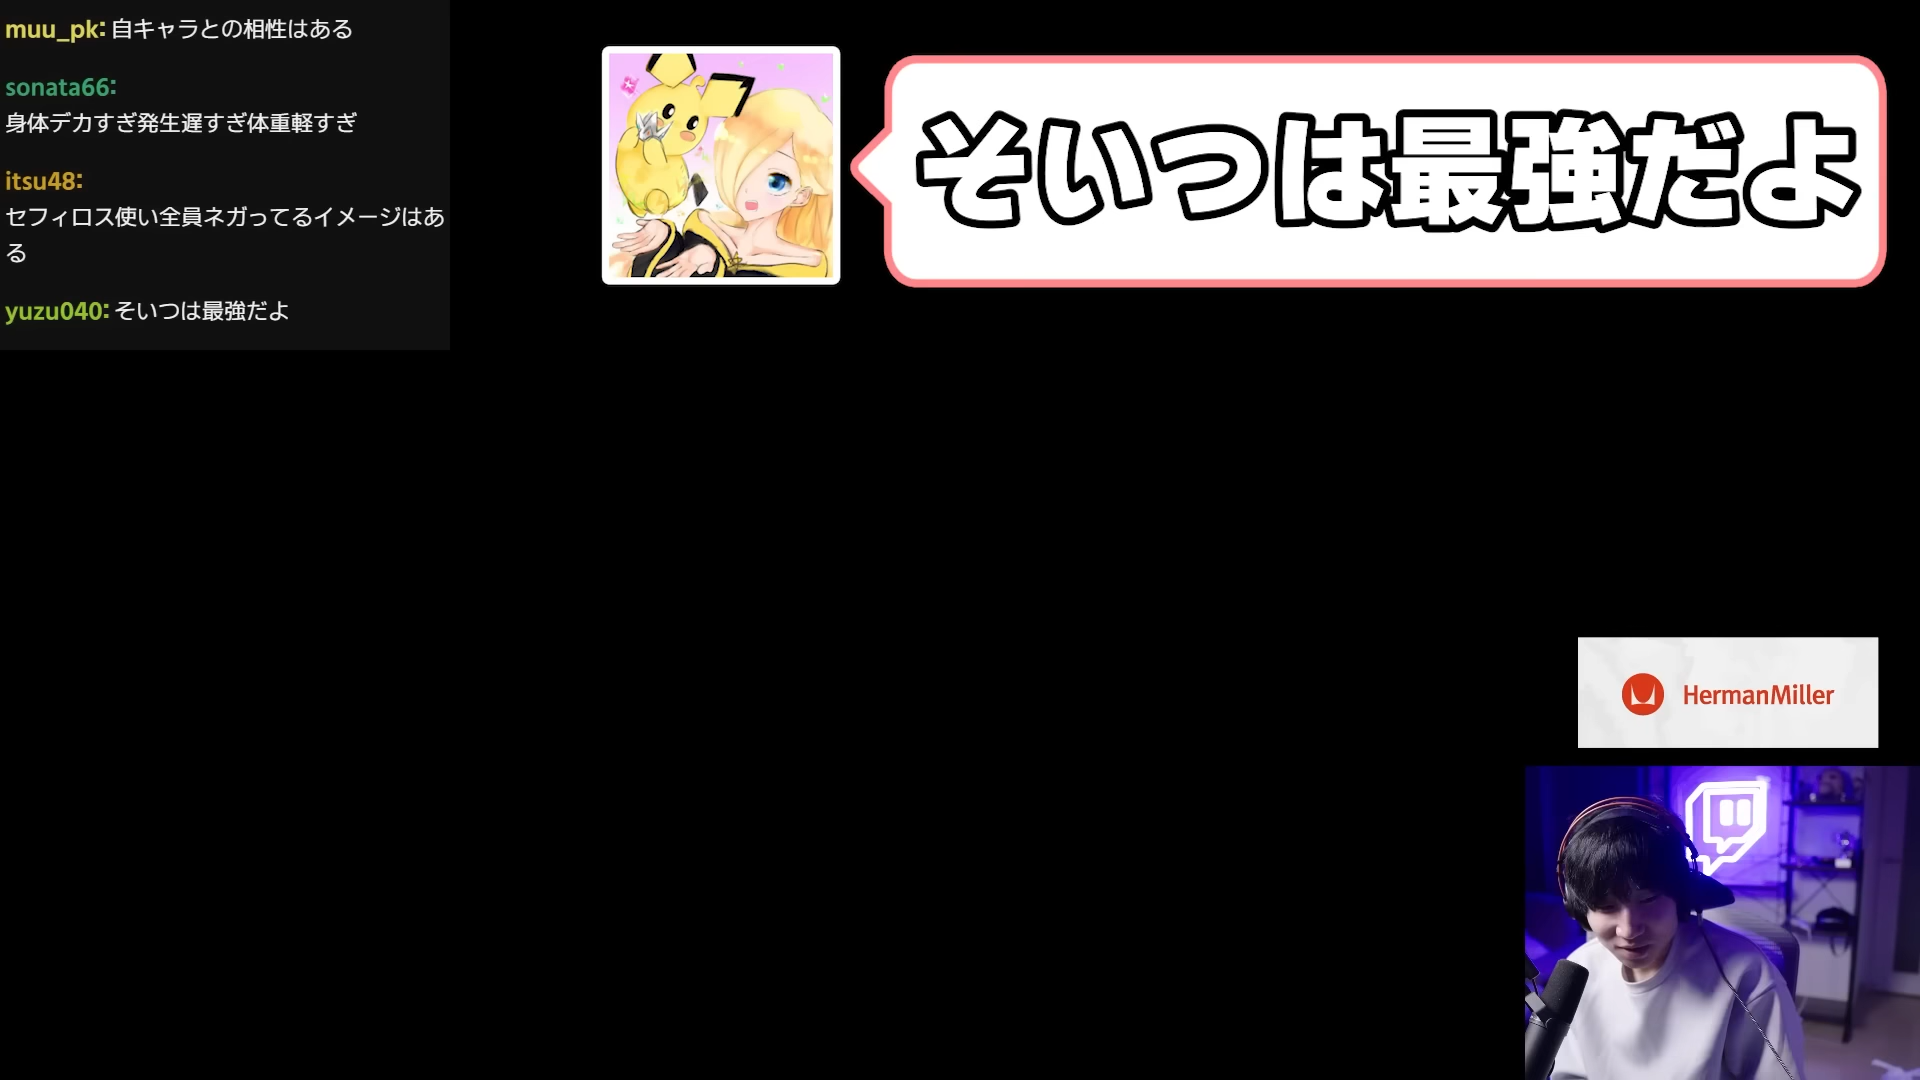 muu_pk: 自キャラとの相性はある
sonata66:
身体デカすぎ発生遅すぎ体重軽すぎ
itsu48:
セフィロス使い全員ネガってるイメージはあ
る
yuzu040: そいつは最強だよ
そいつは最強だよ
HermanMiller